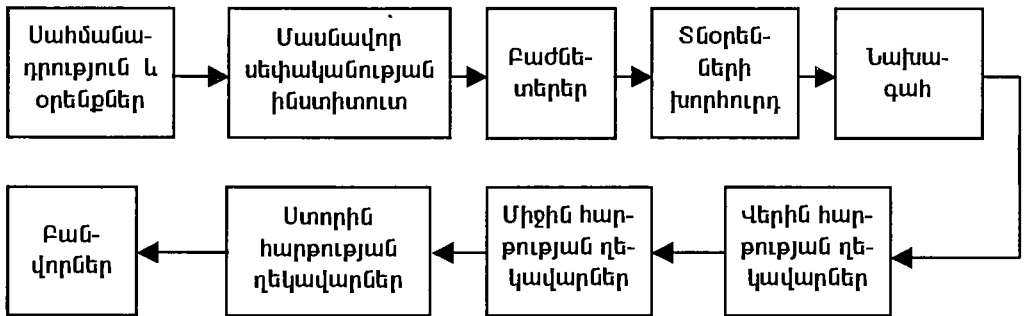 Սահմանա-
դրություն և
օրենքներ
Մասնավոր
սեփականության
ինստիտուտ
Բաժնե-
տերեր
Տնօրեն-
ների
խորհուրդ
Նախա-
գահ
Վերին հար-
թության ղե-
կավարներ
Միջին հար-
թության ղե-
կավարներ
Ստորին
հարթության
ղեկավարներ
Բան-
վորներ